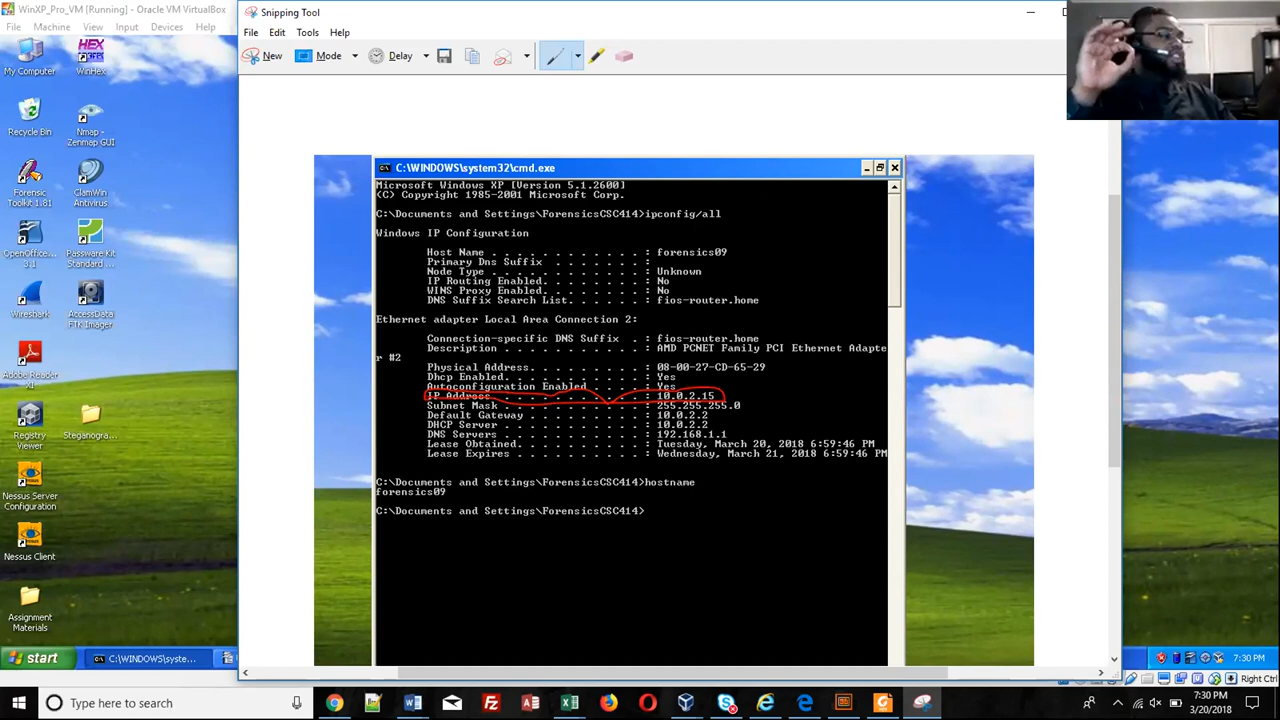 WinXP_Pro_VM [Running] - Oracle VM VirtualBox
File Machine View Input Devices Help
Snipping Tool
File Edit Tools Help
New Mode Delay
My Computer
WinHex
Recycle Bin
Nmap - Zenmap GUI
Forensic Toolkit 1.81
ClamWin Antivirus
OpenOffice... 3.1
Passware Kit Standard ...
Wireshark
AccessData FTK Imager
Adobe Reader XI
Registry Viewer
Steganogra...
Nessus Server Configuration
Nessus Client
Assignment Materials
C:\WINDOWS\system32\cmd.exe
Microsoft Windows XP [Version 5.1.2600]
(C) Copyright 1985-2001 Microsoft Corp.
C:\Documents and Settings\ForensicsCSC414>ipconfig/all
Windows IP Configuration
Host Name . . . . . . . . . . . . : forensics09
Primary Dns Suffix . . . . . . . :
Node Type . . . . . . . . . . . . : Unknown
IP Routing Enabled. . . . . . . . : No
WINS Proxy Enabled. . . . . . . . : No
DNS Suffix Search List. . . . . . : fios-router.home
Ethernet adapter Local Area Connection 2:
Connection-specific DNS Suffix . : fios-router.home
Description . . . . . . . . . . . : AMD PCNET Family PCI Ethernet Adapte
r #2
Physical Address. . . . . . . . . : 08-00-27-CD-65-29
Dhcp Enabled. . . . . . . . . . . : Yes
Autoconfiguration Enabled . . . . : Yes
IP Address. . . . . . . . . . . . : 10.0.2.15
Subnet Mask . . . . . . . . . . . : 255.255.255.0
Default Gateway . . . . . . . . . : 10.0.2.2
DHCP Server . . . . . . . . . . . : 10.0.2.2
DNS Servers . . . . . . . . . . . : 192.168.1.1
Lease Obtained. . . . . . . . . . : Tuesday, March 20, 2018 6:59:46 PM
Lease Expires . . . . . . . . . . : Wednesday, March 21, 2018 6:59:46 PM
C:\Documents and Settings\ForensicsCSC414>hostname
forensics09
C:\Documents and Settings\ForensicsCSC414>
start
C:\WINDOWS\syste...
7:30 PM
Right Ctrl
Type here to search
7:30 PM
3/20/2018